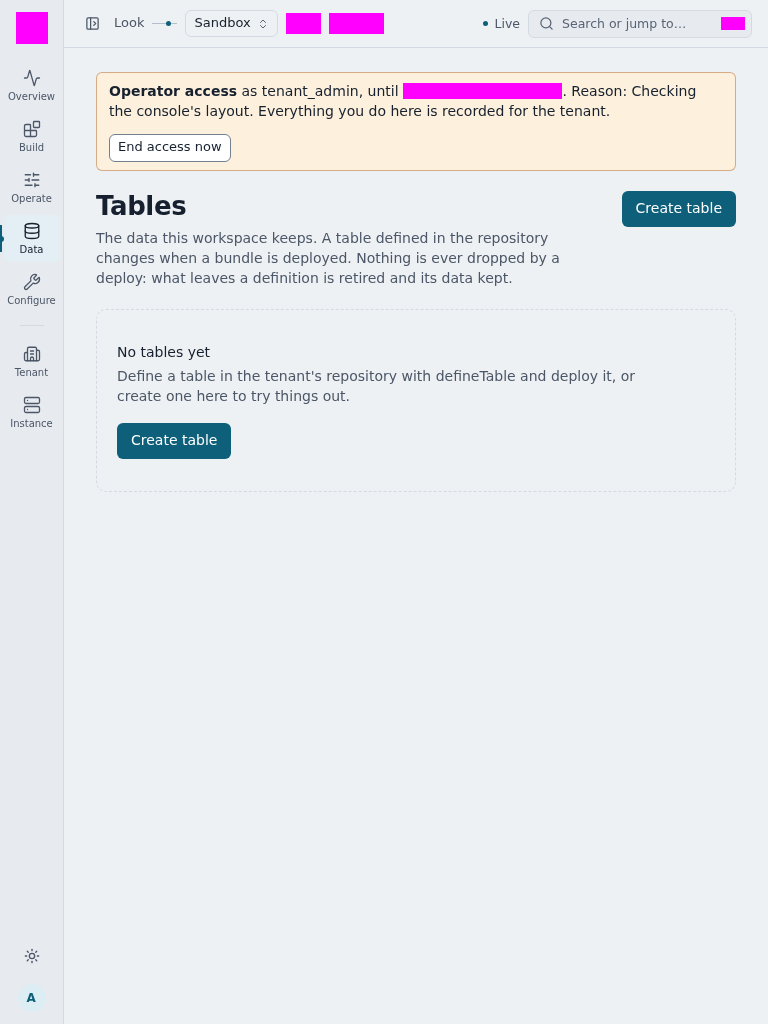 Look
Sandbox
Live
Search or jump to...
Overview
Build
Operate
Data
Configure
Tenant
Instance
Operator access as tenant_admin, until . Reason: Checking
the console's layout. Everything you do here is recorded for the tenant.
End access now
Tables
Create table
The data this workspace keeps. A table defined in the repository
changes when a bundle is deployed. Nothing is ever dropped by a
deploy: what leaves a definition is retired and its data kept.
No tables yet
Define a table in the tenant's repository with defineTable and deploy it, or
create one here to try things out.
Create table
A